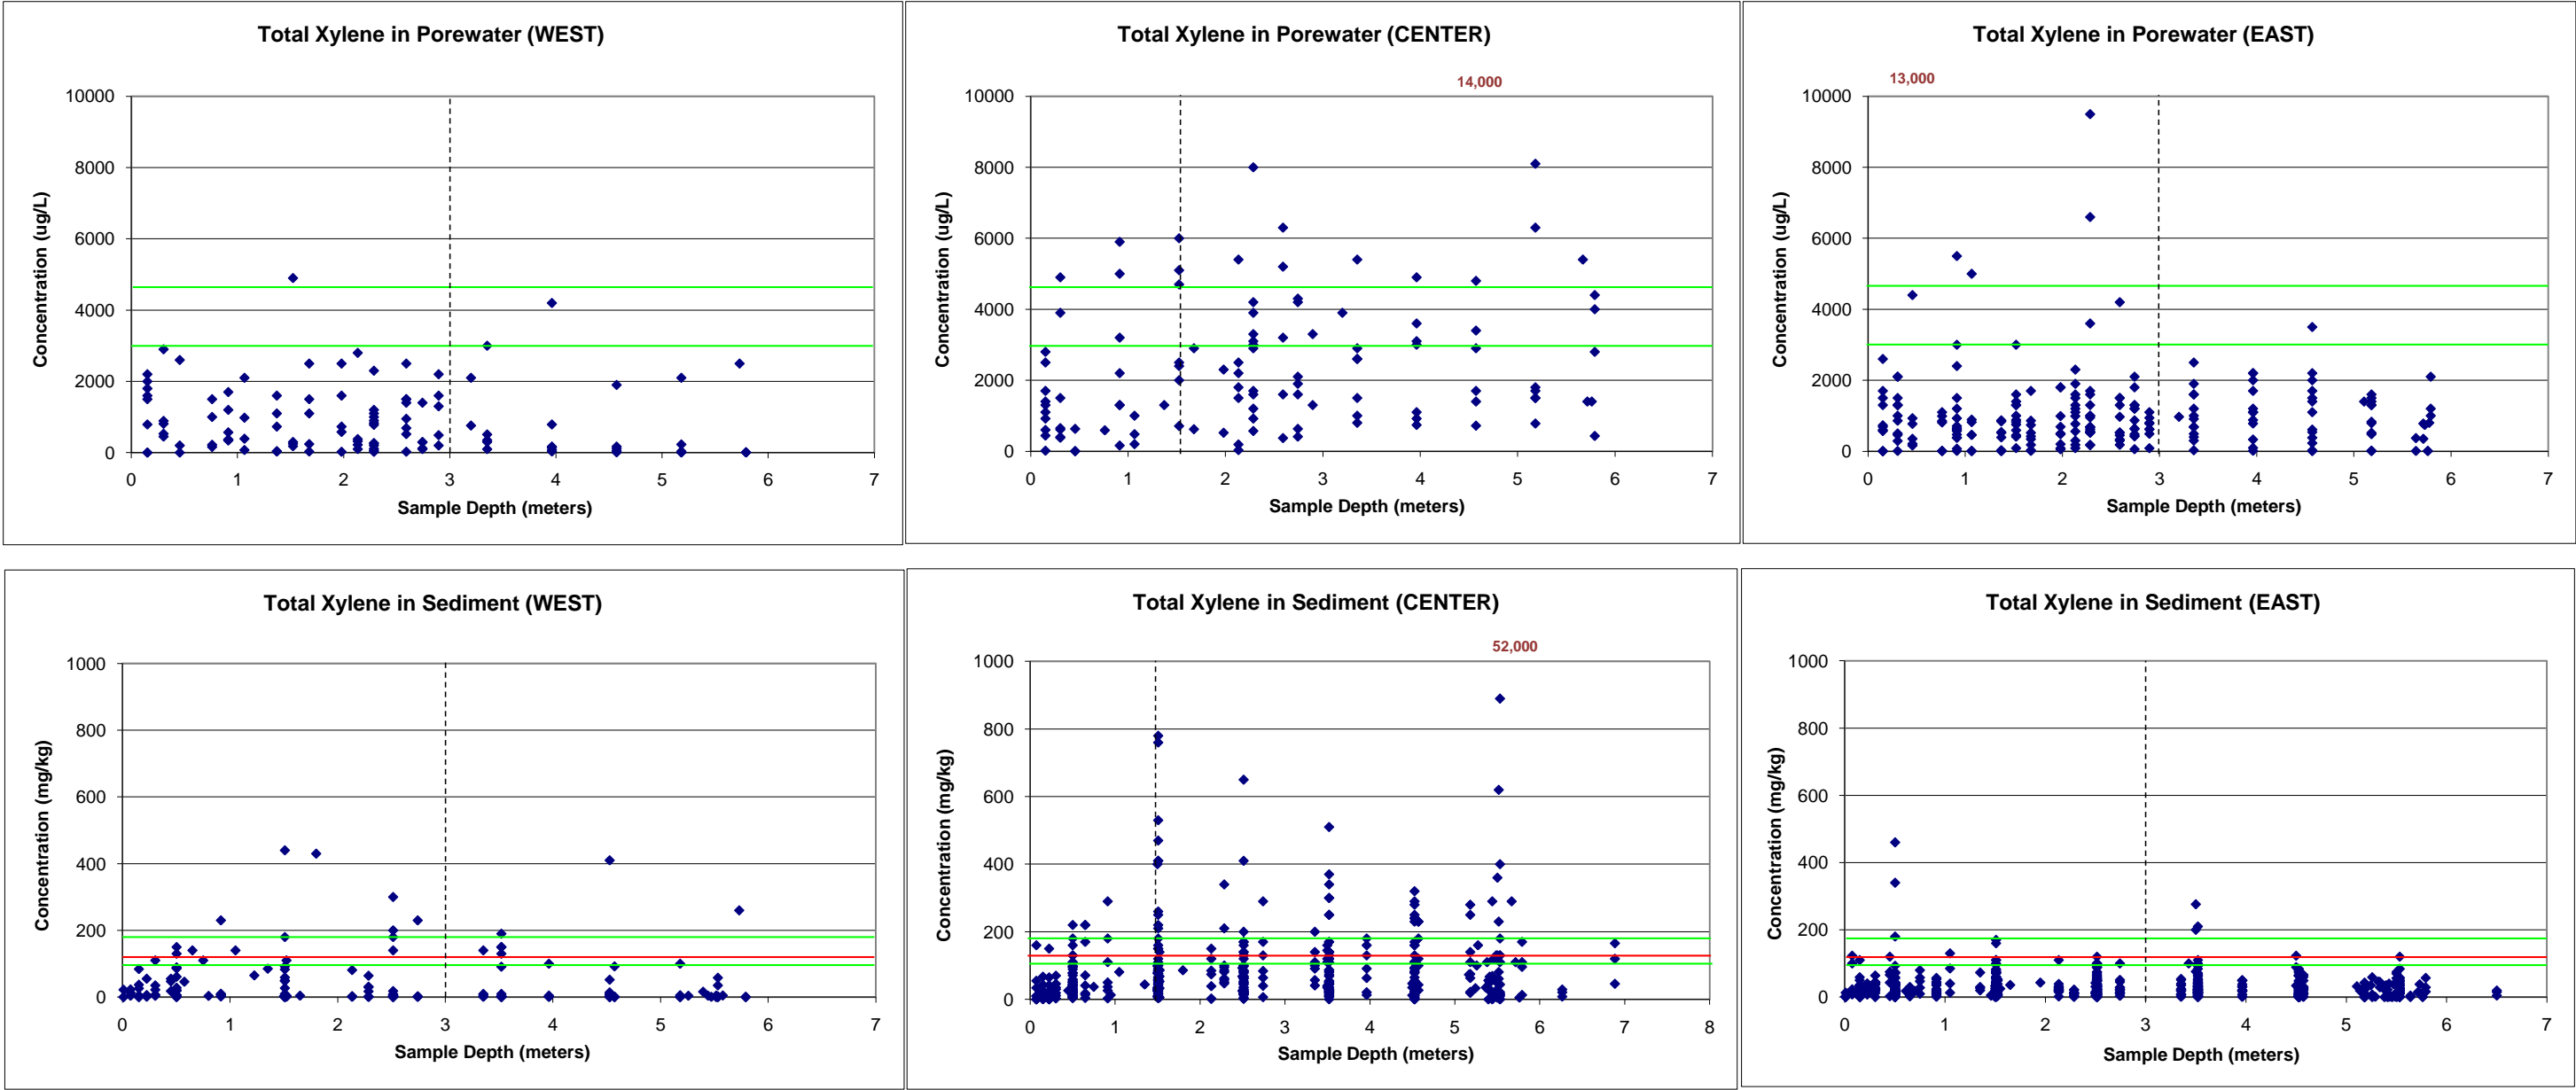 Total Xylene in Porewater (WEST)
10000
8000
6000
4000
2000
0
Concentration (ug/L)
0 1 2 3 4 5 6 7
Sample Depth (meters)
Total Xylene in Porewater (CENTER)
14,000
10000
8000
6000
4000
2000
0
Concentration (ug/L)
0 1 2 3 4 5 6 7
Sample Depth (meters)
Total Xylene in Porewater (EAST)
13,000
10000
8000
6000
4000
2000
0
Concentration (ug/L)
0 1 2 3 4 5 6 7
Sample Depth (meters)
Total Xylene in Sediment (WEST)
1000
800
600
400
200
0
Concentration (mg/kg)
0 1 2 3 4 5 6 7
Sample Depth (meters)
Total Xylene in Sediment (CENTER)
52,000
1000
800
600
400
200
0
Concentration (mg/kg)
0 1 2 3 4 5 6 7 8
Sample Depth (meters)
Total Xylene in Sediment (EAST)
1000
800
600
400
200
0
Concentration (mg/kg)
0 1 2 3 4 5 6 7
Sample Depth (meters)